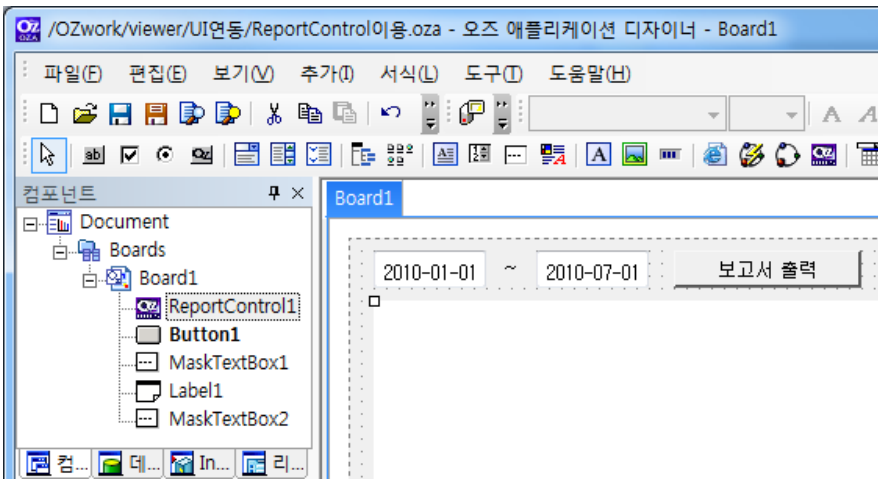 /OZwork/viewer/UI연동/ReportControl이용.oza - 오즈 애플리케이션 디자이너 - Board1
파일(F) 편집(E) 보기(V) 추가(I) 서식(L) 도구(T) 도움말(H)
컴포넌트
Document
Boards
Board1
ReportControl1
Button1
MaskTextBox1
Label1
MaskTextBox2
컴... 데... In... 리...
Board1
2010-01-01 ~ 2010-07-01 보고서 출력